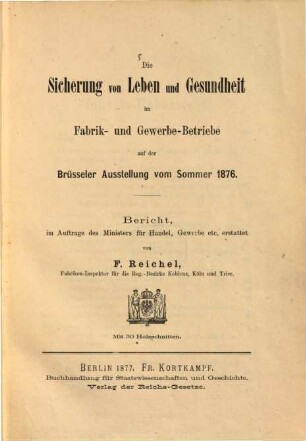 Die
Sicherung von Leben und Gesundheit
im
Fabrik- und Gewerbe-Betriebe
auf der
Brüsseler Ausstellung vom Sommer 1876.
Bericht,
im Auftrage des Ministers für Handel, Gewerbe etc. erstattet
von
F. Reichel,
Fabriken-Inspektor für die Reg.-Bezirke Koblenz, Köln und Trier.
Mit 30 Holzschnitten.
BERLIN 1877. FR. KORTKAMPF.
Buchhandlung für Staatswissenschaften und Geschichte.
Verlag der Reichs-Gesetze.